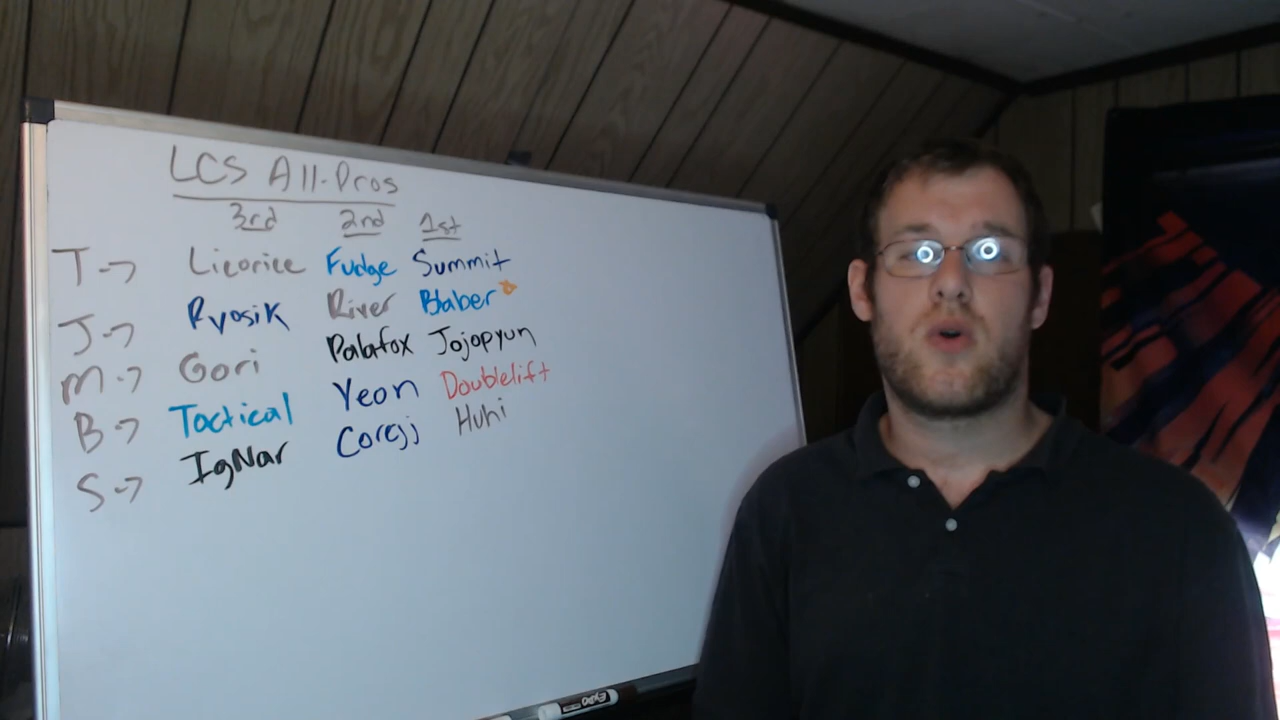 LCS All-Pros
3rd 2nd 1st
T-> Licorice Fudge Summit
J-> Ryosik River Blaber
M-> Gori Palafox Jojopyun
B-> Tactical Yeon Doublelift
S-> IgNar Corejj Huhi
EXPO